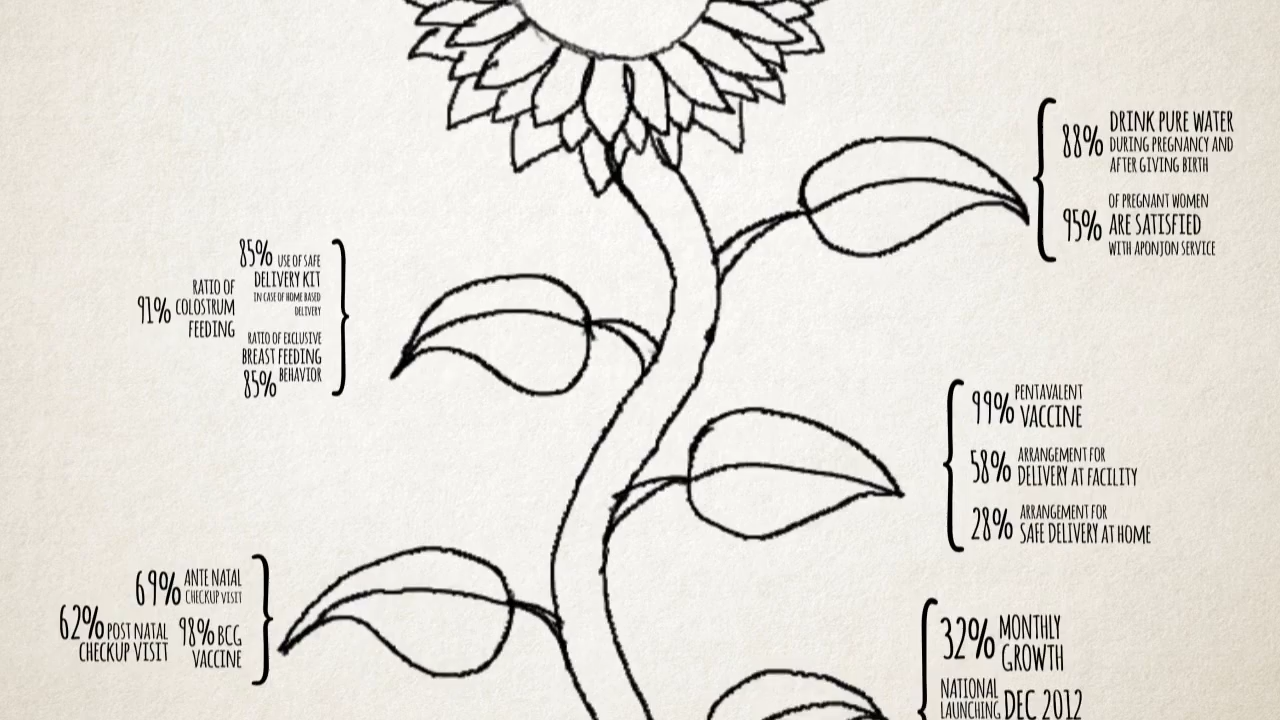 88% DRINK PURE WATER
DURING PREGNANCY AND
AFTER GIVING BIRTH
OF PREGNANT WOMEN
95% ARE SATISFIED
WITH APONJON SERVICE
85% USE OF SAFE
DELIVERY KIT
IN CASE OF HOME BASED
DELIVERY
RATIO OF
91% COLOSTRUM
FEEDING
RATIO OF EXCLUSIVE
BREAST FEEDING
85% BEHAVIOR
PENTAVALENT
99% VACCINE
ARRANGEMENT FOR
58% DELIVERY AT FACILITY
ARRANGEMENT FOR
28% SAFE DELIVERY AT HOME
69% ANTE NATAL
CHECKUP VISIT
62% POST NATAL
CHECKUP VISIT
98% BCG
VACCINE
32% MONTHLY
GROWTH
NATIONAL
LAUNCHING DEC 2012